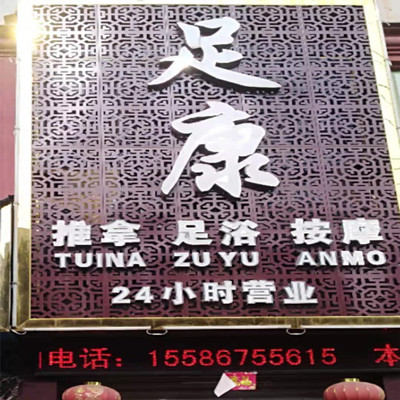 足
康
推拿 足浴 按摩
TUINA ZU YU ANMO
24小时营业
电话：15586755615 本